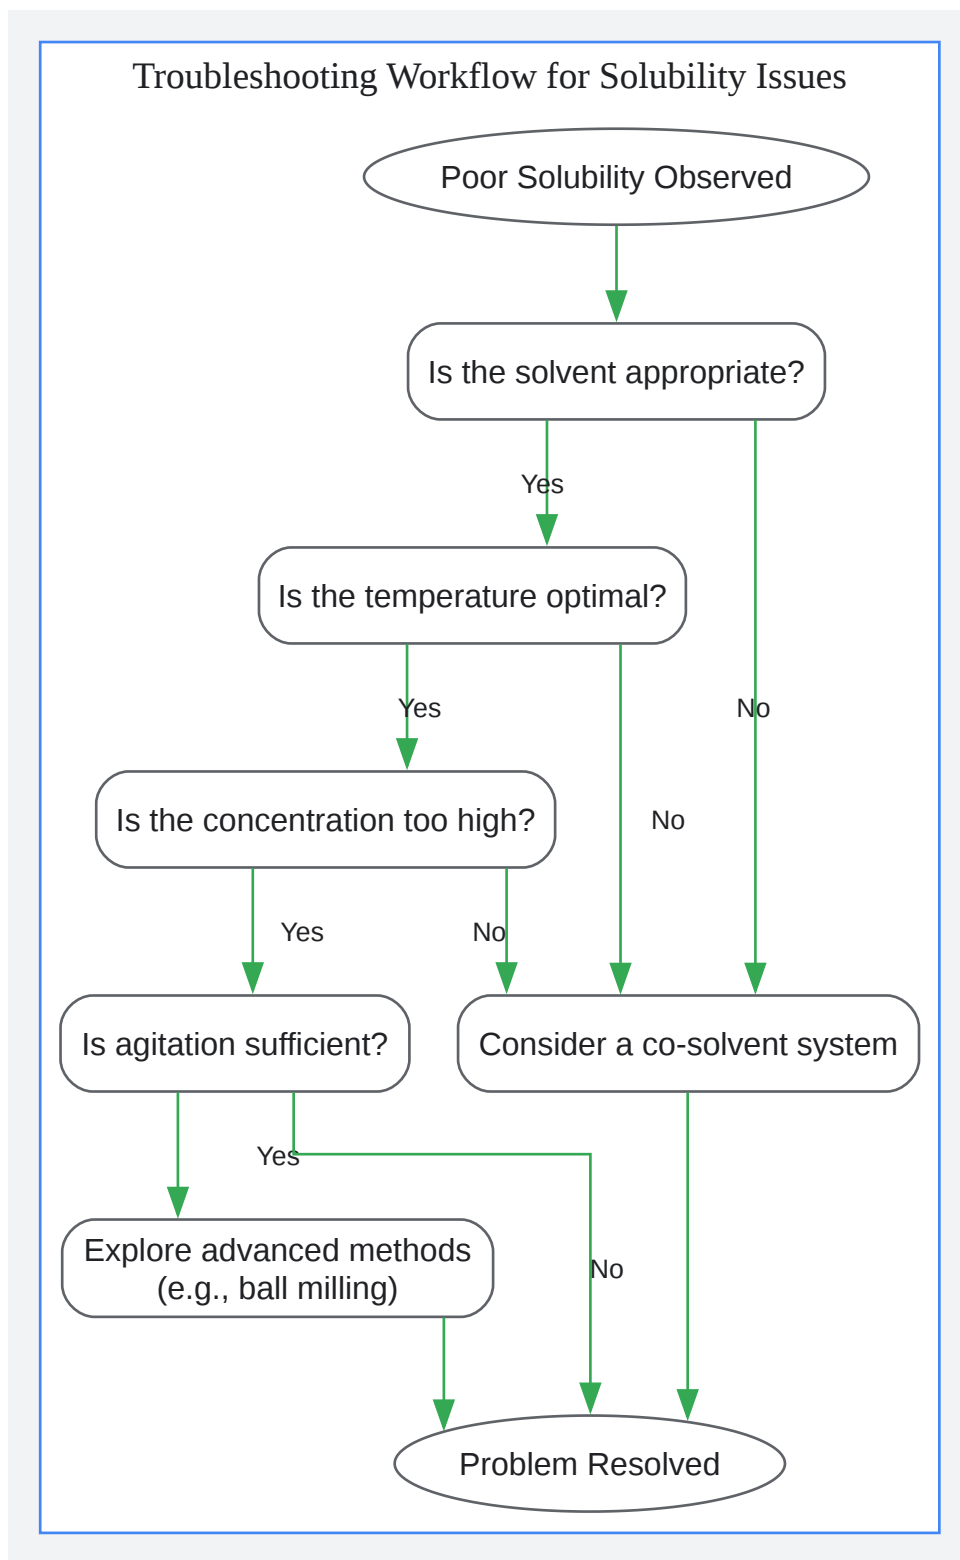 Troubleshooting Workflow for Solubility Issues
Poor Solubility Observed
Is the solvent appropriate?
Yes
Is the temperature optimal?
Yes
No
Is the concentration too high?
No
Yes
No
Is agitation sufficient?
Consider a co-solvent system
Yes
Explore advanced methods
(e.g., ball milling)
No
Problem Resolved